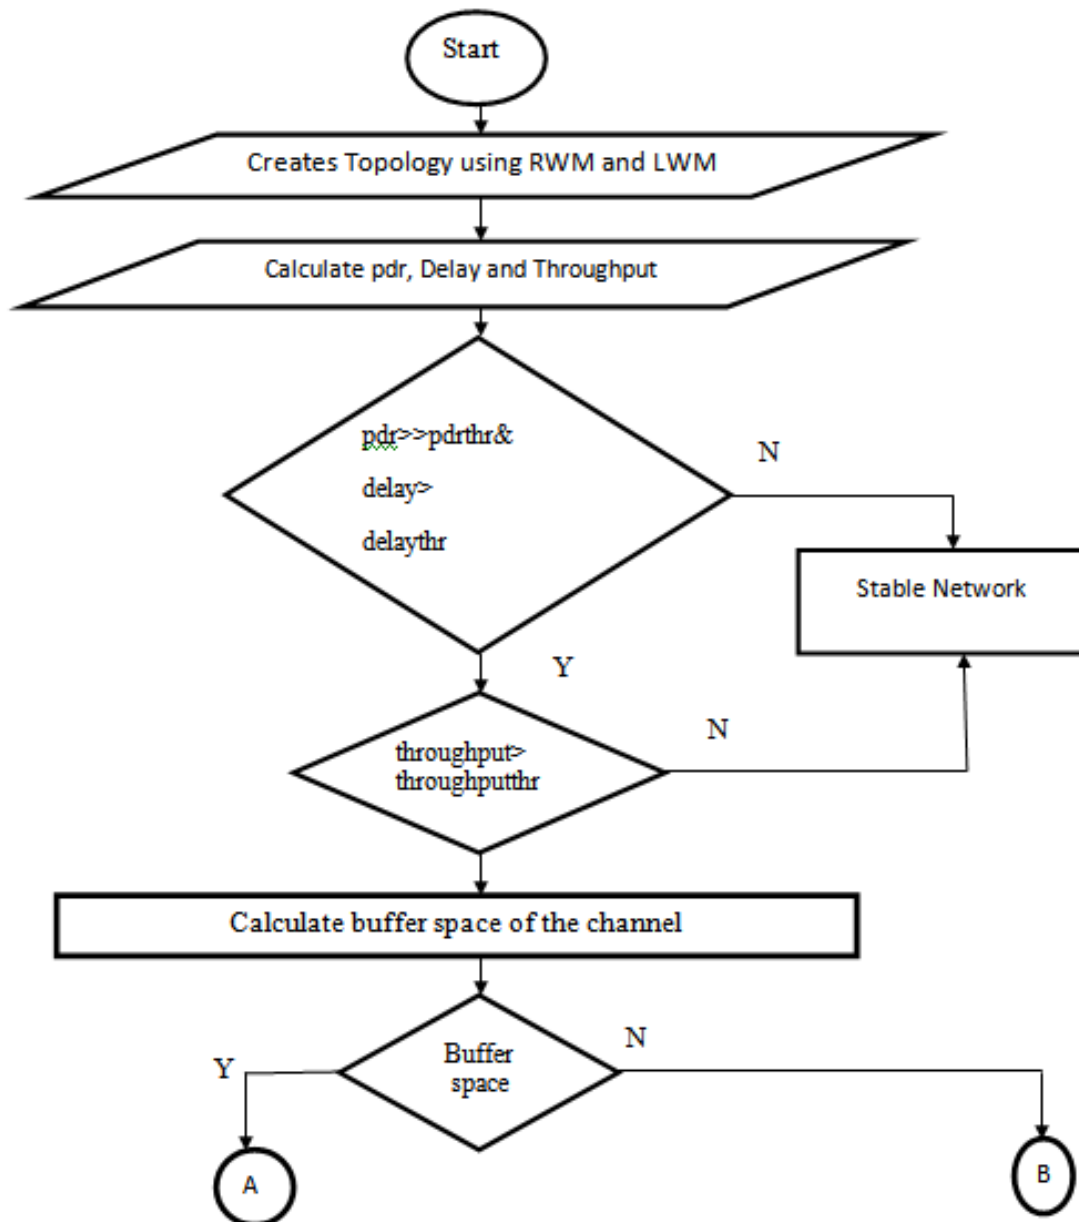 Start
Creates Topology using RWM and LWM
Calculate pdr, Delay and Throughput
pdr>>pdrthr&
delay>
delaythr
N
Stable Network
Y
throughput>
throughputthr
N
Calculate buffer space of the channel
Buffer
space
Y
N
A
B